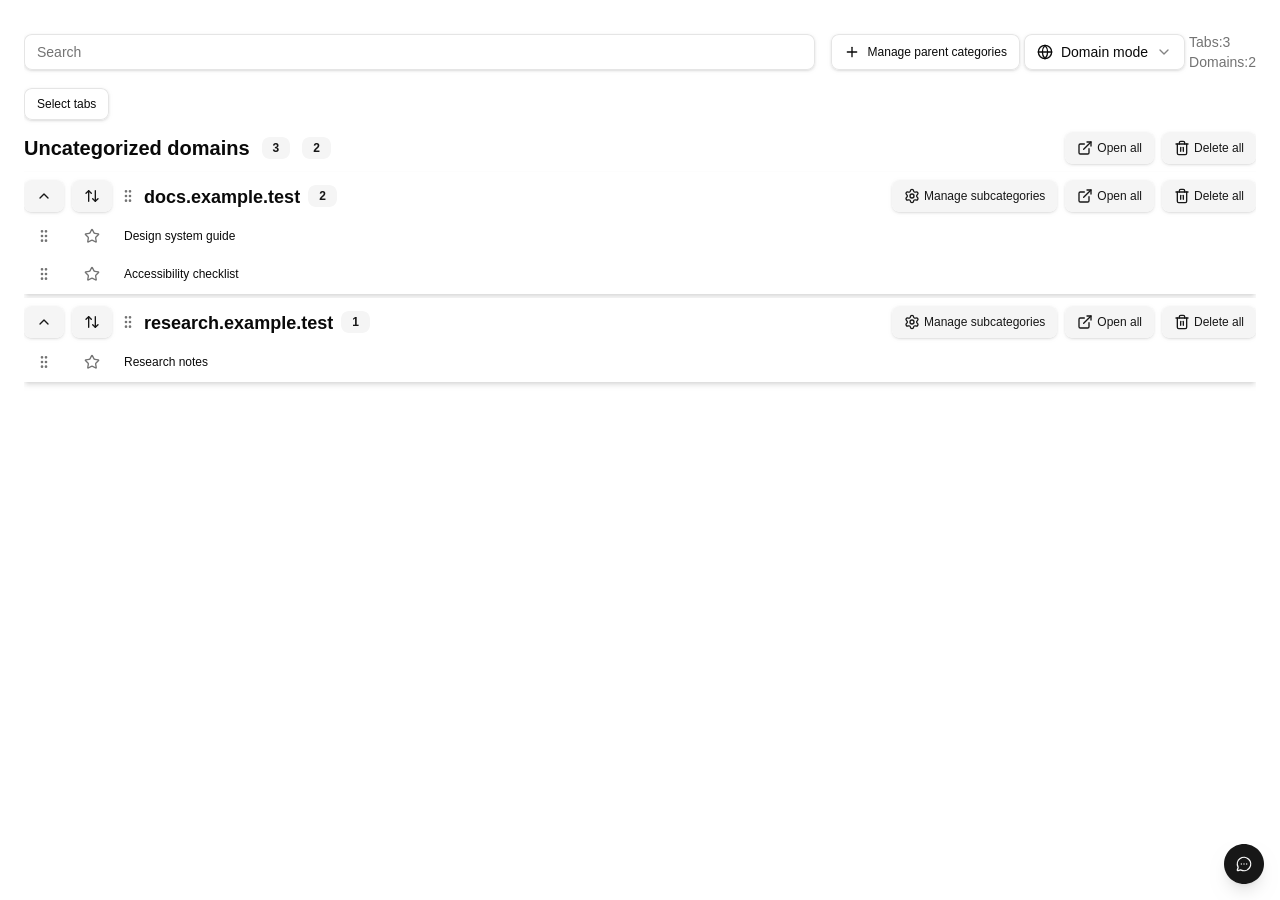 Search
Manage parent categories
Domain mode
Tabs:3
Domains:2
Select tabs
Uncategorized domains 3 2 Open all Delete all
docs.example.test 2 Manage subcategories Open all Delete all
Design system guide
Accessibility checklist
research.example.test 1 Manage subcategories Open all Delete all
Research notes